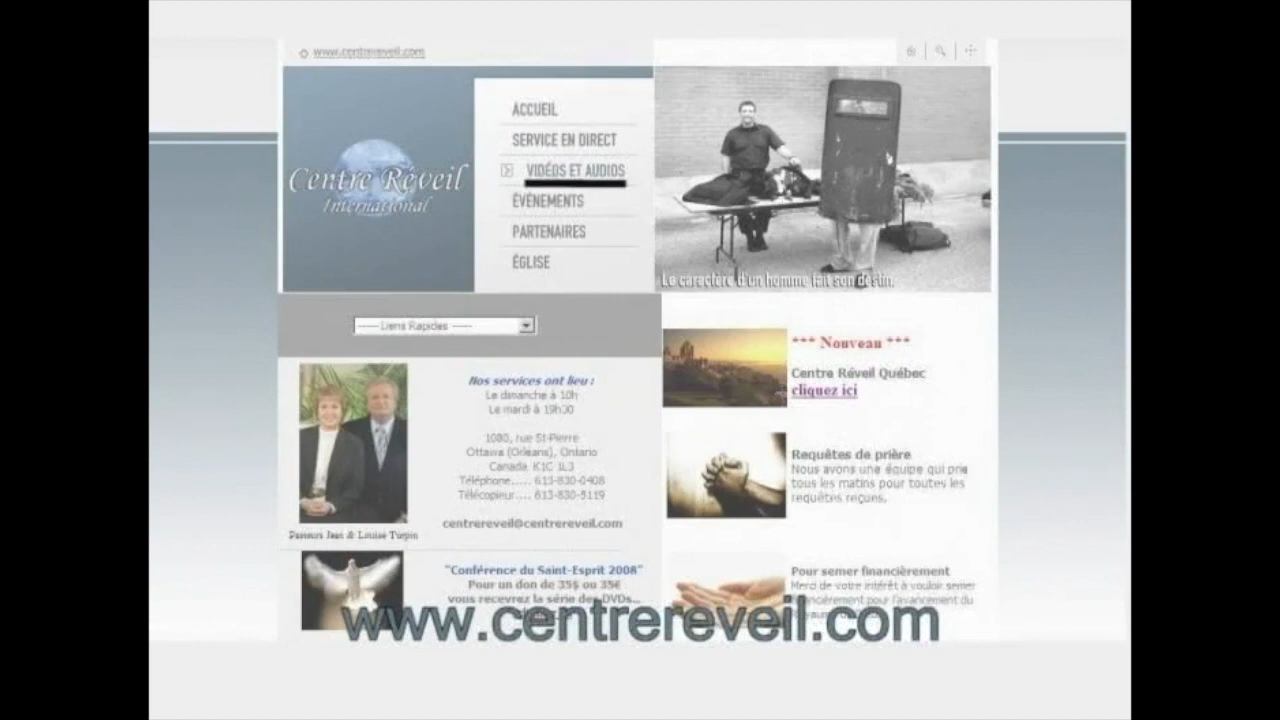 www.centrereveil.com
Centre Réveil
International
ACCUEIL
SERVICE EN DIRECT
VIDÉOS ET AUDIOS
ÉVÉNEMENTS
PARTENAIRES
ÉGLISE
Le caractère d'un homme fait son destin.
----- Liens Rapides -----
Nos services ont lieu :
Le dimanche à 10h
Le mardi à 19h00
1080, rue St-Pierre
Ottawa (Orléans), Ontario
Canada K1C 1L3
Téléphone..... 613-830-0408
Télécopieur.... 613-830-5119
centrereveil@centrereveil.com
Pasteurs Jean & Louise Turpin
"Conférence du Saint-Esprit 2008"
Pour un don de 35$ ou 35€
vous recevrez la série des DVDs...
*** Nouveau ***
Centre Réveil Québec
cliquez ici
Requêtes de prière
Nous avons une équipe qui prie
tous les matins pour toutes les
requêtes reçues.
Pour semer financièrement
Merci de votre intérêt à vouloir semer
financièrement pour l'avancement du
www.centrereveil.com